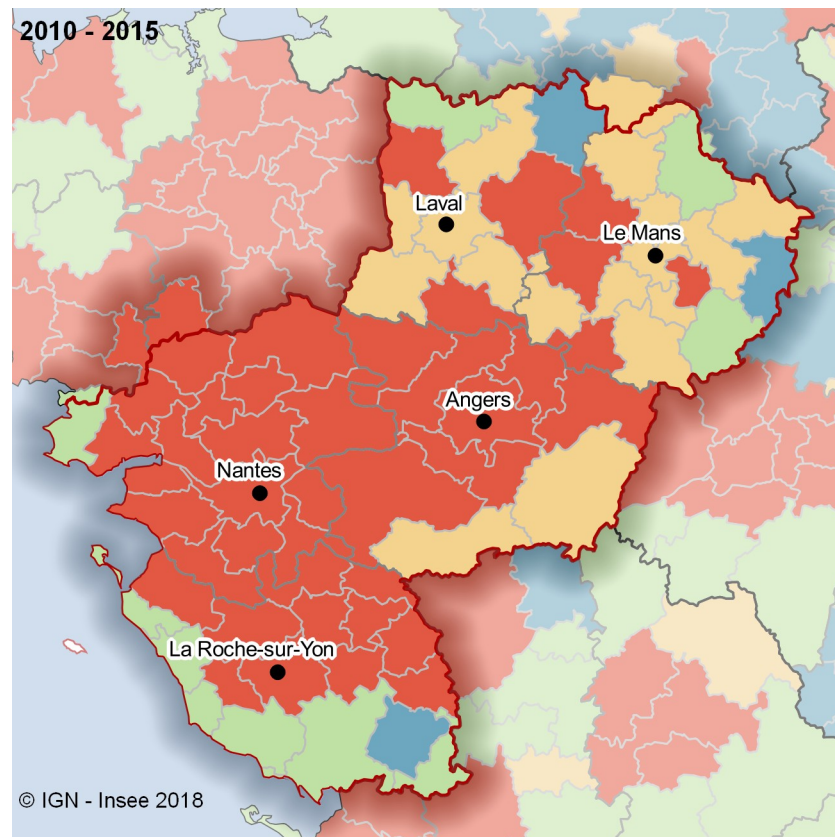 2010 - 2015
Laval
Le Mans
Angers
Nantes
La Roche-sur-Yon
© IGN - Insee 2018